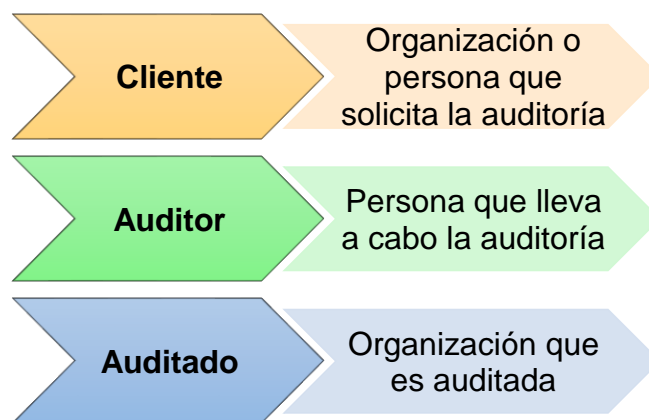 Cliente
Organización o
persona que
solicita la auditoría
Auditor
Persona que lleva
a cabo la auditoría
Auditado
Organización que
es auditada